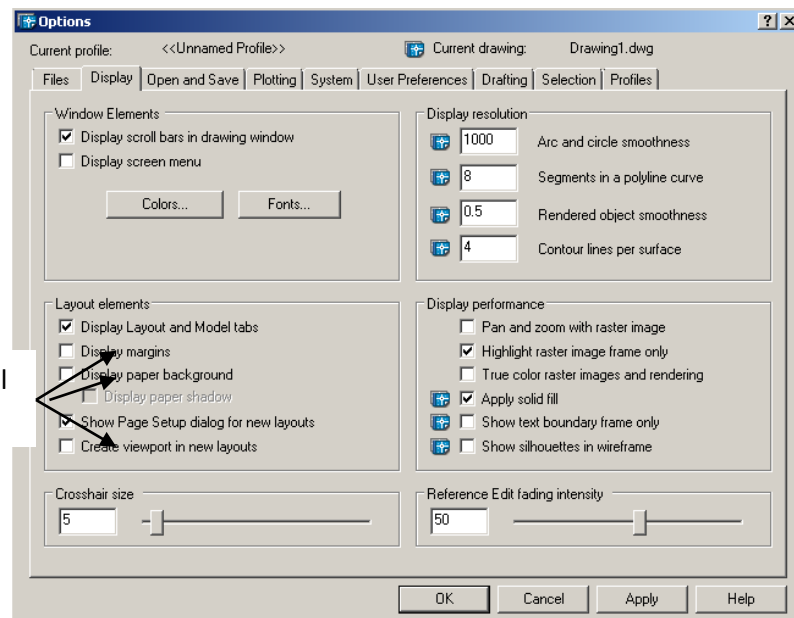 Options
Current profile: <<Unnamed Profile>> Current drawing: Drawing1.dwg
Files Display Open and Save Plotting System User Preferences Drafting Selection Profiles
Window Elements
Display scroll bars in drawing window
Display screen menu
Colors... Fonts...
Display resolution
1000 Arc and circle smoothness
8 Segments in a polyline curve
0.5 Rendered object smoothness
4 Contour lines per surface
Layout elements
Display Layout and Model tabs
Display margins
Display paper background
Display paper shadow
Show Page Setup dialog for new layouts
Create viewport in new layouts
Display performance
Pan and zoom with raster image
Highlight raster image frame only
True color raster images and rendering
Apply solid fill
Show text boundary frame only
Show silhouettes in wireframe
Crosshair size
5
Reference Edit fading intensity
50
OK Cancel Apply Help